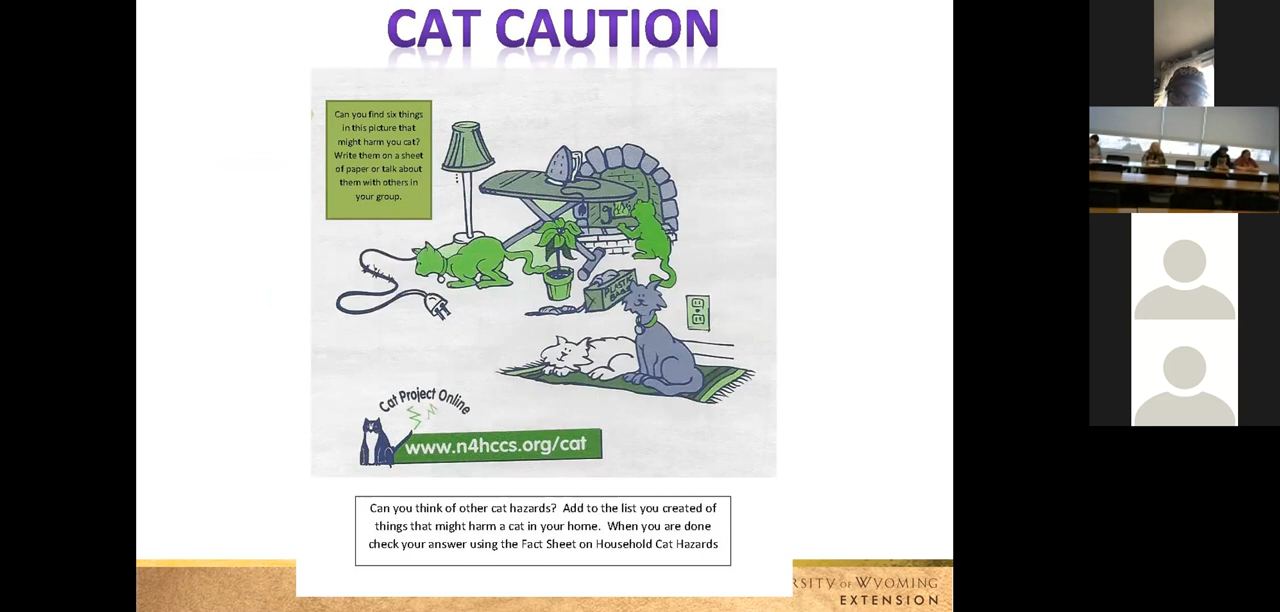 CAT CAUTION
Can you find six things
in this picture that
might harm you cat?
Write them on a sheet
of paper or talk about
them with others in
your group.
PLASTIC
BAGS
Cat Project Online
www.n4hccs.org/cat
Can you think of other cat hazards? Add to the list you created of
things that might harm a cat in your home. When you are done
check your answer using the Fact Sheet on Household Cat Hazards
RSITY OF WYOMING
EXTENSION